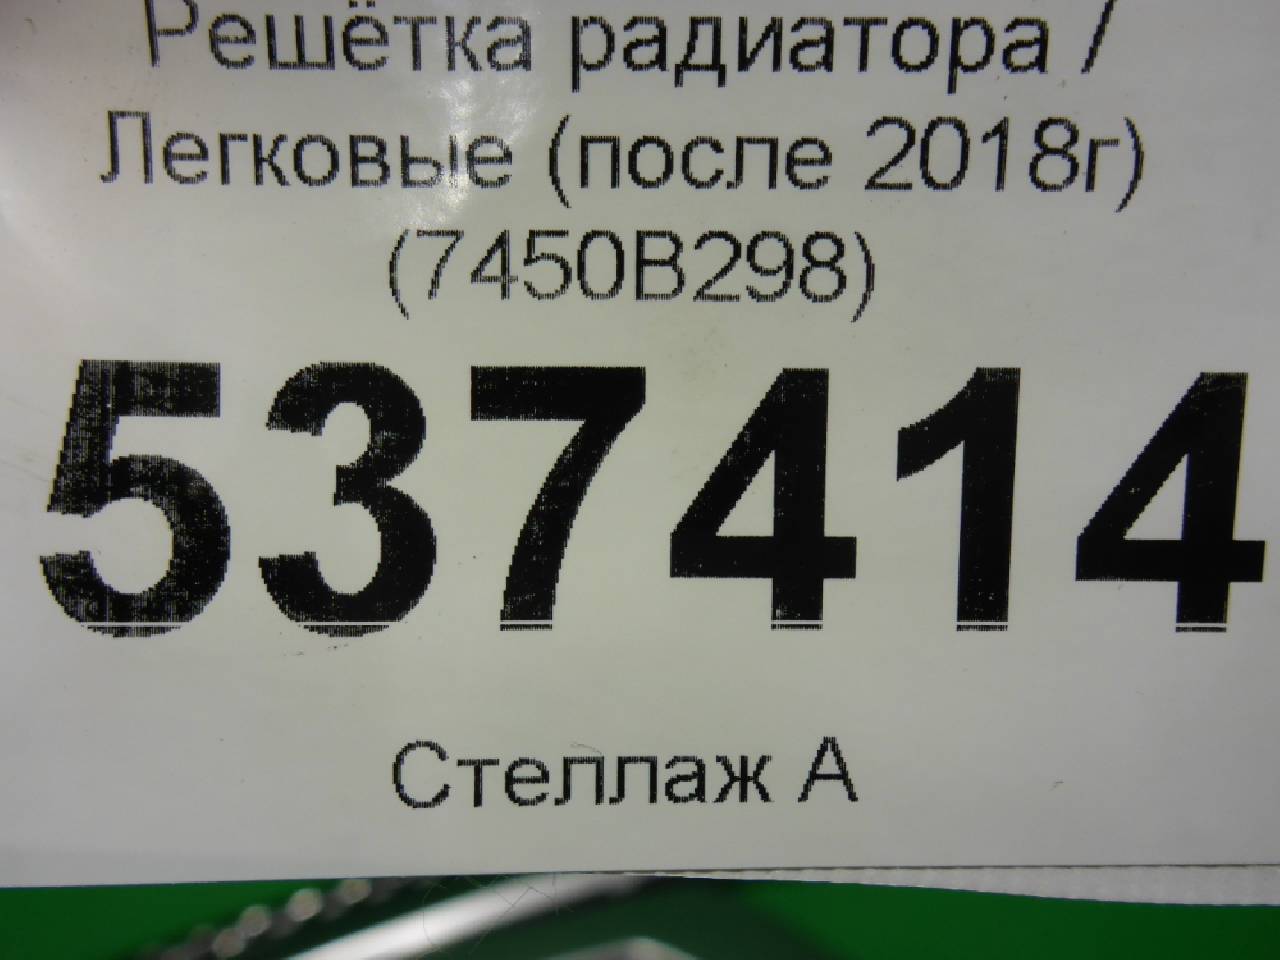 Решётка радиатора /
Легковые (после 2018г)
(7450B298)
537414
Стеллаж А